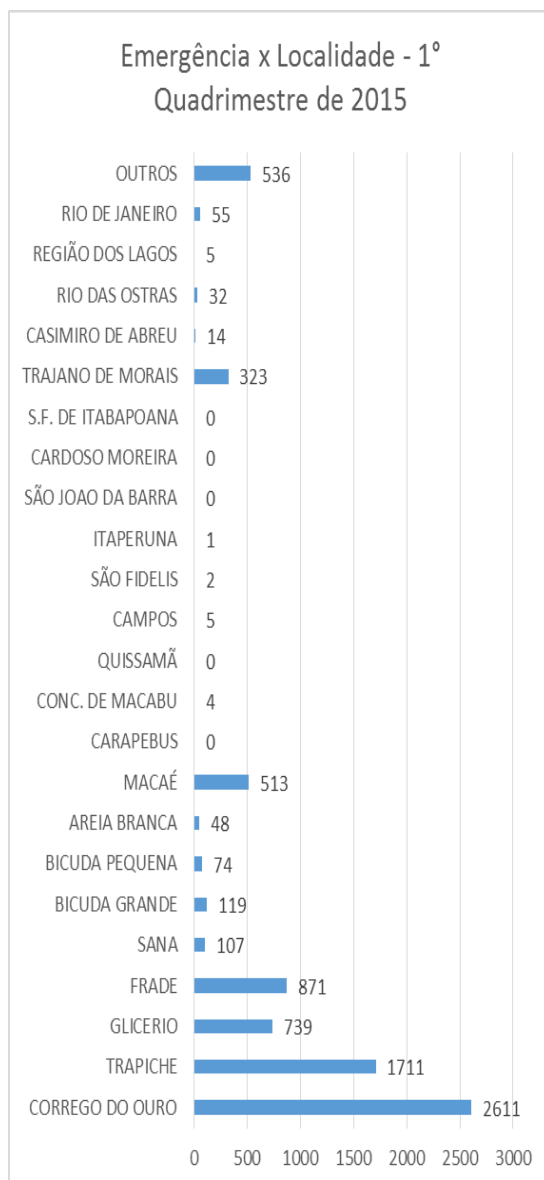 Emergência x Localidade - 1°
Quadrimestre de 2015
OUTROS 536
RIO DE JANEIRO 55
REGIÃO DOS LAGOS 5
RIO DAS OSTRAS 32
CASIMIRO DE ABREU 14
TRAJANO DE MORAIS 323
S.F. DE ITABAPOANA 0
CARDOSO MOREIRA 0
SÃO JOAO DA BARRA 0
ITAPERUNA 1
SÃO FIDELIS 2
CAMPOS 5
QUISSAMÃ 0
CONC. DE MACABU 4
CARAPEBUS 0
MACAÉ 513
AREIA BRANCA 48
BICUDA PEQUENA 74
BICUDA GRANDE 119
SANA 107
FRADE 871
GLICERIO 739
TRAPICHE 1711
CORREGO DO OURO 2611
0 500 1000 1500 2000 2500 3000